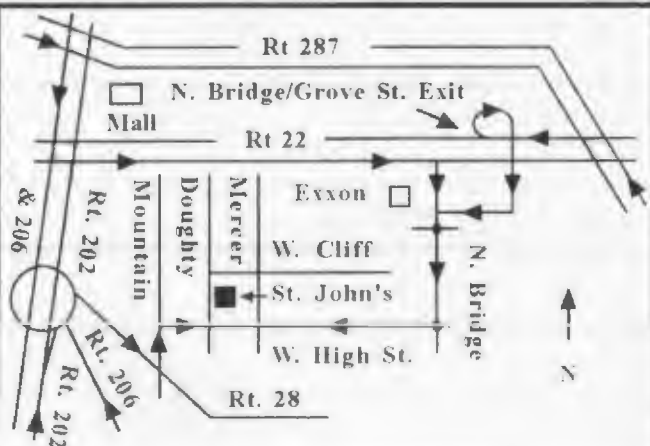 Rt 287
N. Bridge/Grove St. Exit
Mall
Rt 22
& 206
Rt. 202
Mountain
Doughty
Mercer
Exxon
W. Cliff
St. John's
N. Bridge
W. High St.
N
Rt. 206
Rt. 28
Rt. 202